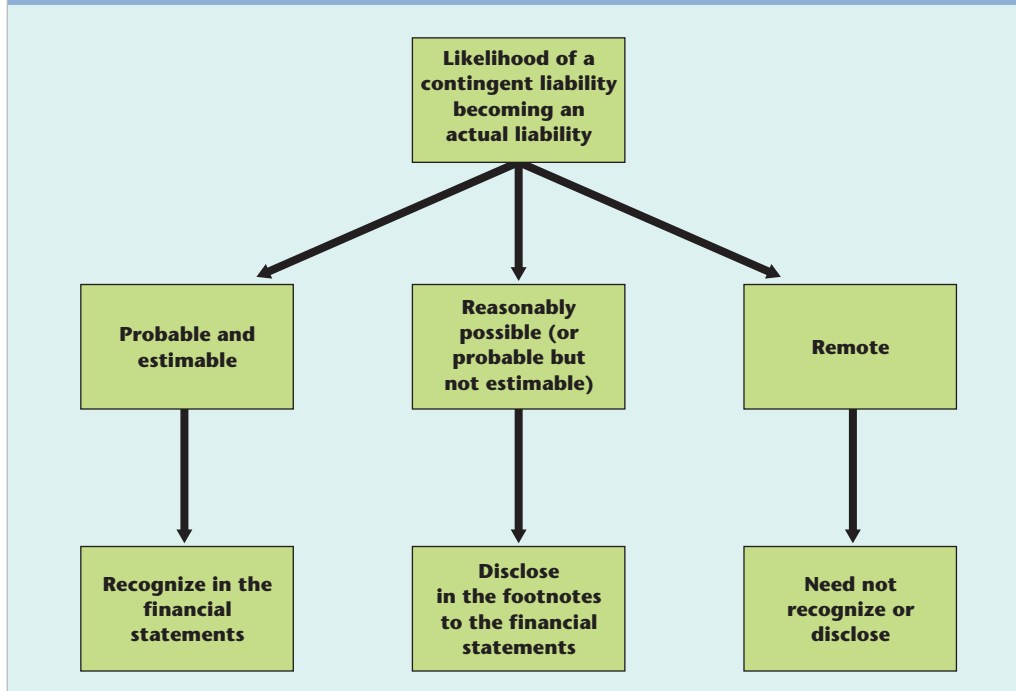 Likelihood of a
contingent liability
becoming an
actual liability
Probable and
estimable
Reasonably
possible (or
probable but
not estimable)
Remote
Recognize in the
financial
statements
Disclose
in the footnotes
to the financial
statements
Need not
recognize or
disclose